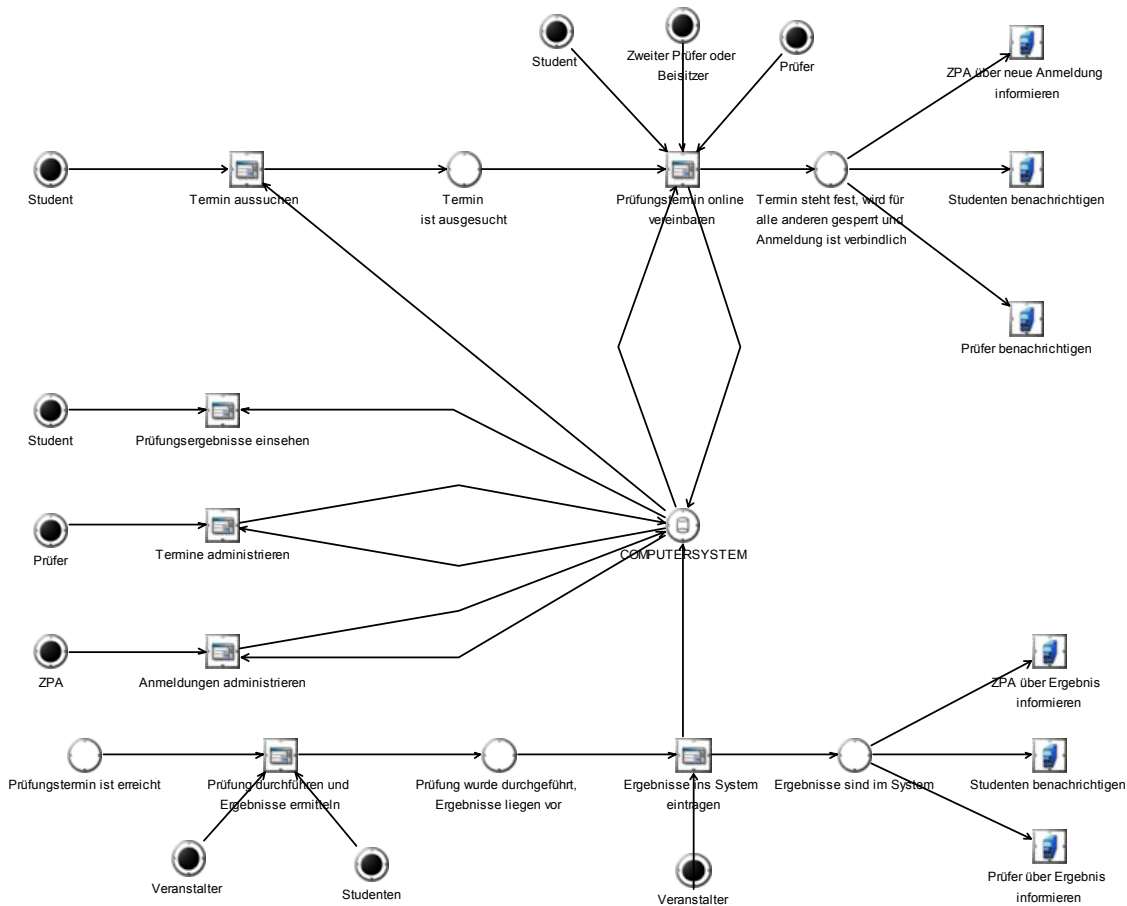 Student
Zweiter Prüfer oder
Beisitzer
Prüfer
ZPA über neue Anmeldung
informieren
Student
Termin aussuchen
Termin
ist ausgesucht
Prüfungstermin online
vereinbaren
Termin steht fest, wird für
alle anderen gesperrt und
Anmeldung ist verbindlich
Studenten benachrichtigen
Prüfer benachrichtigen
Student
Prüfungsergebnisse einsehen
Prüfer
Termine administrieren
COMPUTERSYSTEM
ZPA
Anmeldungen administrieren
ZPA über Ergebnis
informieren
Prüfungstermin ist erreicht
Prüfung durchführen und
Ergebnisse ermitteln
Prüfung wurde durchgeführt,
Ergebnisse liegen vor
Ergebnisse ins System
eintragen
Ergebnisse sind im System
Studenten benachrichtigen
Veranstalter
Studenten
Veranstalter
Prüfer über Ergebnis
informieren